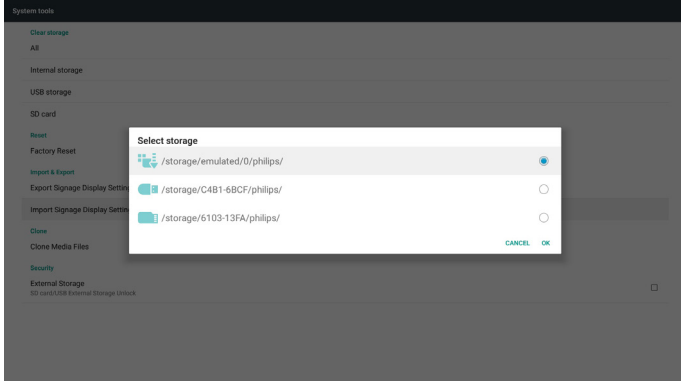 System tools
Clear storage
All
Internal storage
USB storage
SD card
Reset
Factory Reset
Import & Export
Export Signage Display Settin
Import Signage Display Settin
Clone
Clone Media Files
Security
External Storage
SD card/USB External Storage Unlock
Select storage
/storage/emulated/0/philips/
/storage/C4B1-6BCF/philips/
/storage/6103-13FA/philips/
CANCEL OK